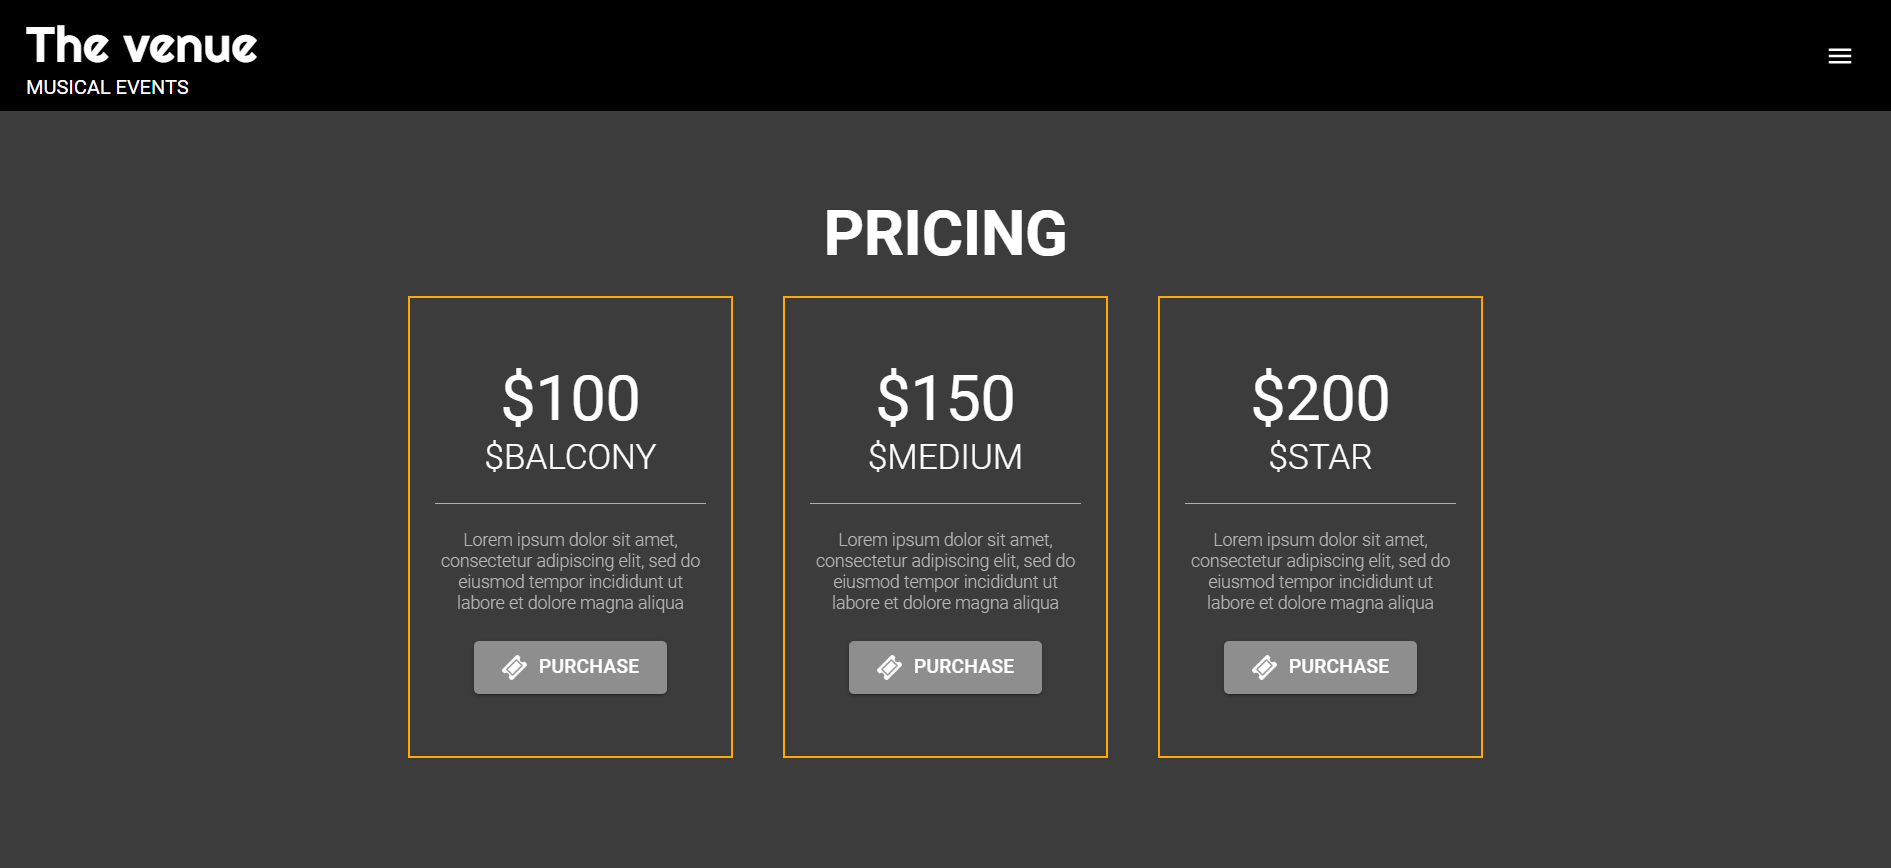 The venue
MUSICAL EVENTS
PRICING
$100
$BALCONY
Lorem ipsum dolor sit amet,
consectetur adipiscing elit, sed do
eiusmod tempor incididunt ut
labore et dolore magna aliqua
PURCHASE
$150
$MEDIUM
Lorem ipsum dolor sit amet,
consectetur adipiscing elit, sed do
eiusmod tempor incididunt ut
labore et dolore magna aliqua
PURCHASE
$200
$STAR
Lorem ipsum dolor sit amet,
consectetur adipiscing elit, sed do
eiusmod tempor incididunt ut
labore et dolore magna aliqua
PURCHASE